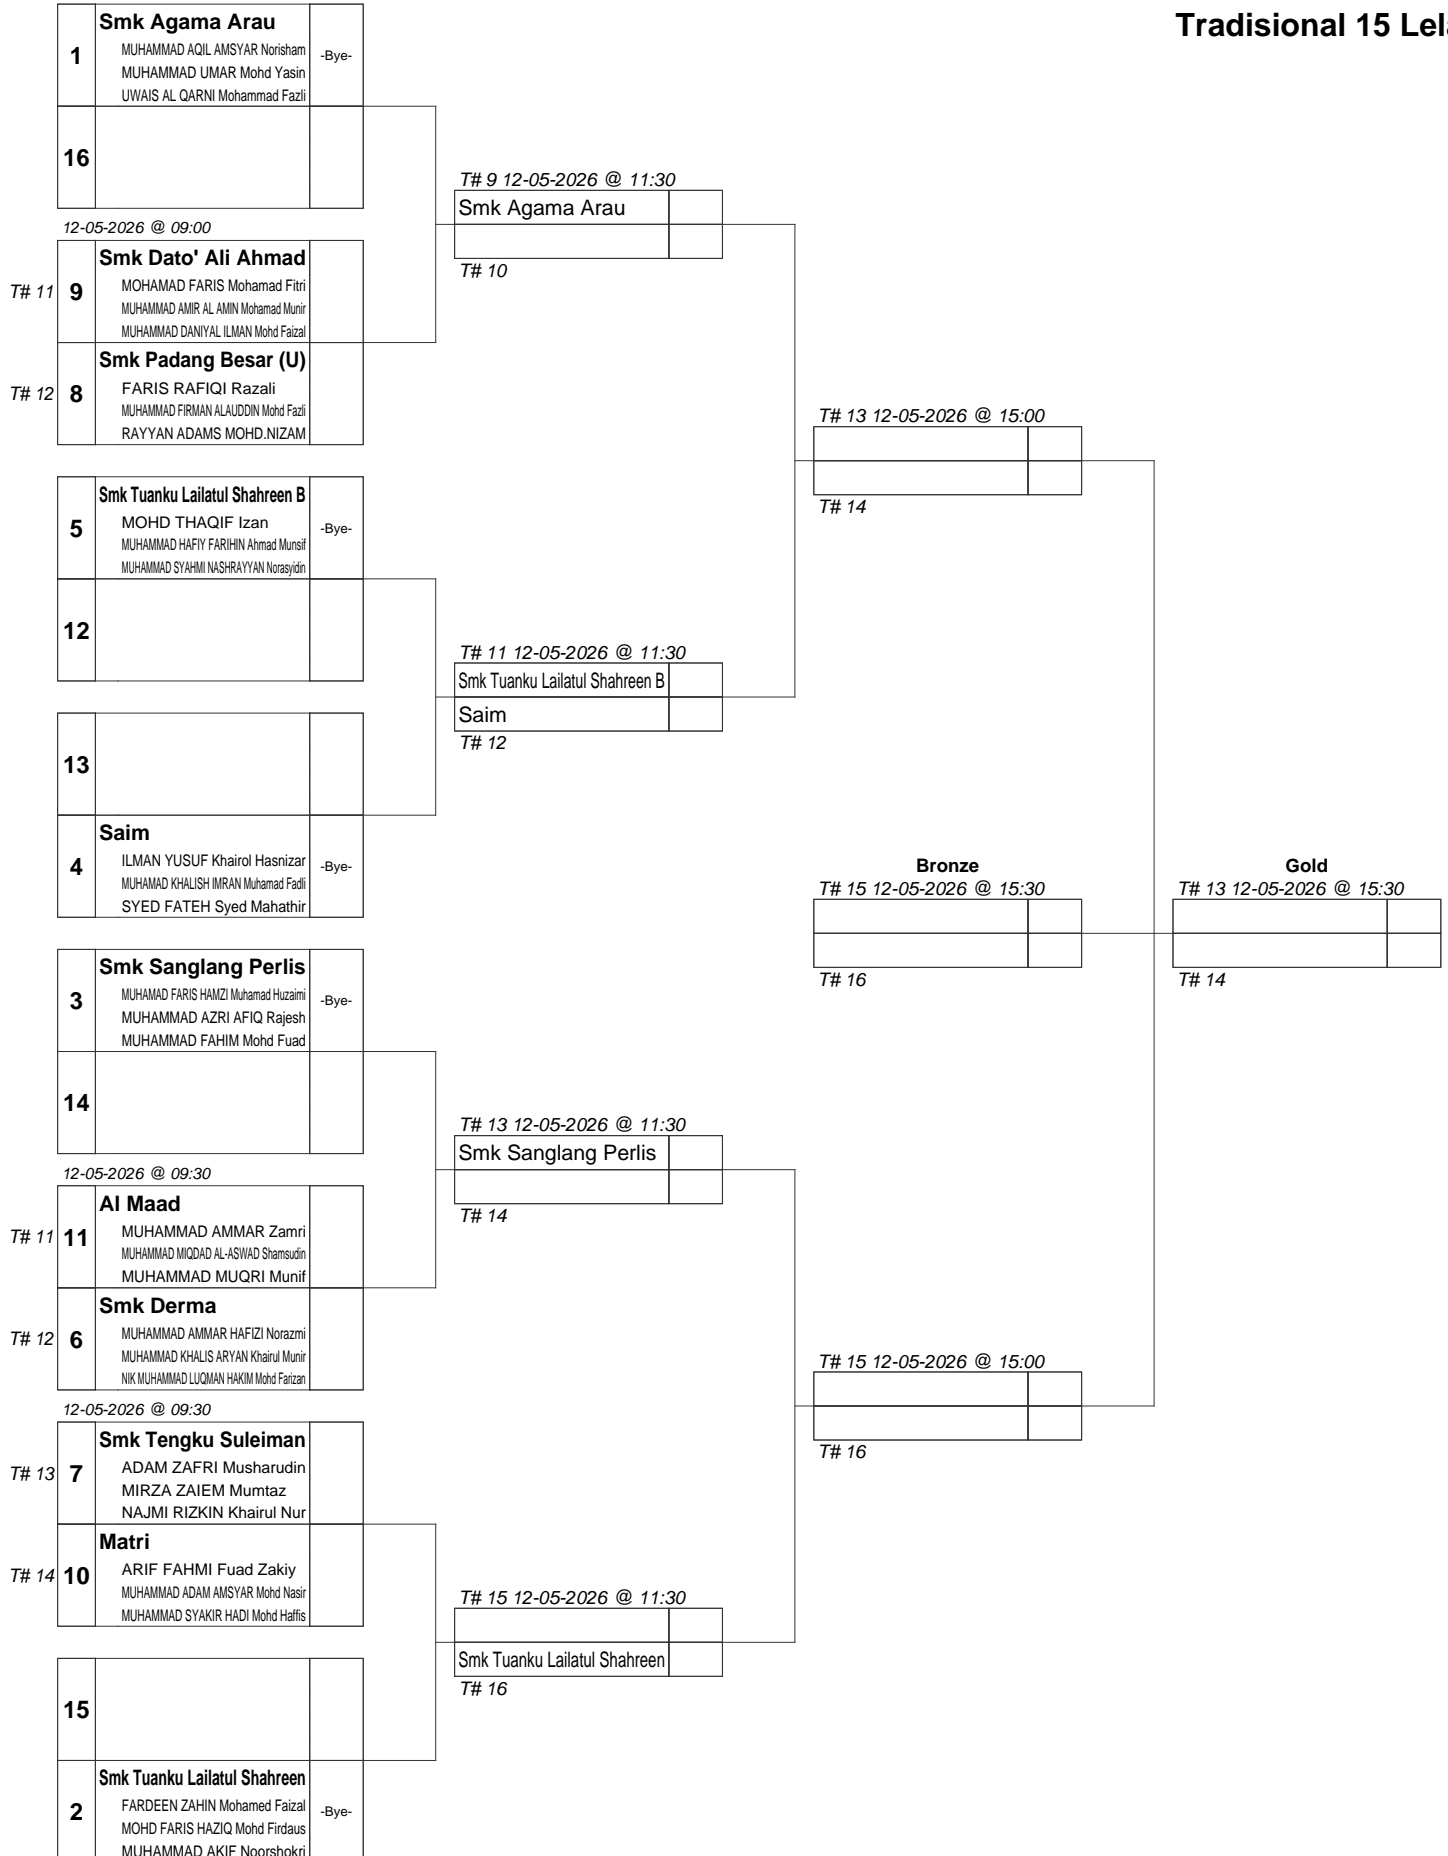 Tradisional 15
Smk Agama Arau
1
MUHAMMAD AQIL AMSYAR Norisham
-Bye-
MUHAMMAD UMAR Mohd Yasin
UWAIS AL QARNI Mohammad Fazli
16
T# 9 12-05-2026 @ 11:30
Smk Agama Arau
T# 10
12-05-2026 @ 09:00
Smk Dato' Ali Ahmad
T# 11
9
MOHAMAD FARIS Mohamad Fitri
MUHAMMAD AMIR AL AMIN Mohamad Munir
MUHAMMAD DANIYAL ILMAN Mohd Faizal
Smk Padang Besar (U)
T# 12
8
FARIS RAFIQI Razali
MUHAMMAD FIRMAN ALAUDDIN Mohd Fazli
RAYYAN ADAMS MOHD.NIZAM
T# 13 12-05-2026 @ 15:00
T# 14
Smk Tuanku Lailatul Shahreen B
5
MOHD THAQIF Izan
-Bye-
MUHAMMAD HAFIY FARIHIN Ahmad Munsif
MUHAMMAD SYAHMI NASHRAYYAN Norasyidin
12
T# 11 12-05-2026 @ 11:30
Smk Tuanku Lailatul Shahreen B
Saim
T# 12
13
Saim
4
ILMAN YUSUF Khairol Hasnizar
-Bye-
MUHAMAD KHALISH IMRAN Muhamad Fadli
SYED FATEH Syed Mahathir
Bronze
T# 15 12-05-2026 @ 15:30
T# 16
Gold
T# 13 12-05-2026 @ 15:30
T# 14
Smk Sanglang Perlis
3
MUHAMAD FARIS HAMZI Muhamad Huzaimi
-Bye-
MUHAMMAD AZRI AFIQ Rajesh
MUHAMMAD FAHIM Mohd Fuad
14
T# 13 12-05-2026 @ 11:30
Smk Sanglang Perlis
T# 14
12-05-2026 @ 09:30
Al Maad
T# 11
11
MUHAMMAD AMMAR Zamri
MUHAMMAD MIQDAD AL-ASWAD Shamsudin
MUHAMMAD MUQRI Munif
Smk Derma
T# 12
6
MUHAMMAD AMMAR HAFIZI Norazmi
MUHAMMAD KHALIS ARYAN Khairul Munir
NIK MUHAMMAD LUQMAN HAKIM Mohd Farizan
T# 15 12-05-2026 @ 15:00
T# 16
12-05-2026 @ 09:30
Smk Tengku Suleiman
T# 13
7
ADAM ZAFRI Musharudin
MIRZA ZAIEM Mumtaz
NAJMI RIZKIN Khairul Nur
Matri
T# 14
10
ARIF FAHMI Fuad Zakiy
MUHAMMAD ADAM AMSYAR Mohd Nasir
MUHAMMAD SYAKIR HADI Mohd Haffis
T# 15 12-05-2026 @ 11:30
Smk Tuanku Lailatul Shahreen
T# 16
15
Smk Tuanku Lailatul Shahreen
2
FARDEEN ZAHIN Mohamed Faizal
-Bye-
MOHD FARIS HAZIQ Mohd Firdaus
MUHAMMAD AKIF Noorshokri